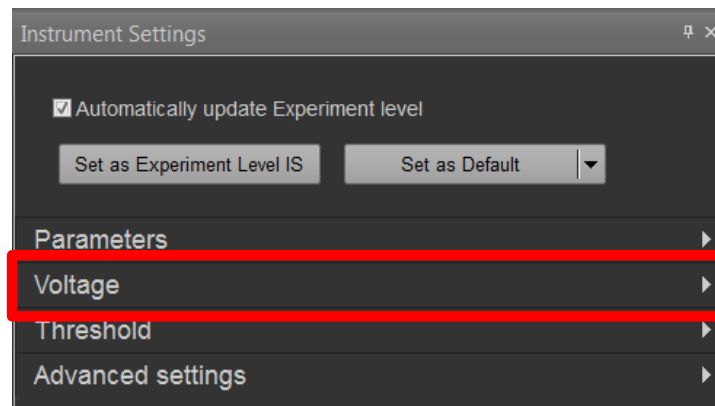 Instrument Settings
Automatically update Experiment level
Set as Experiment Level IS
Set as Default
Parameters
Voltage
Threshold
Advanced settings